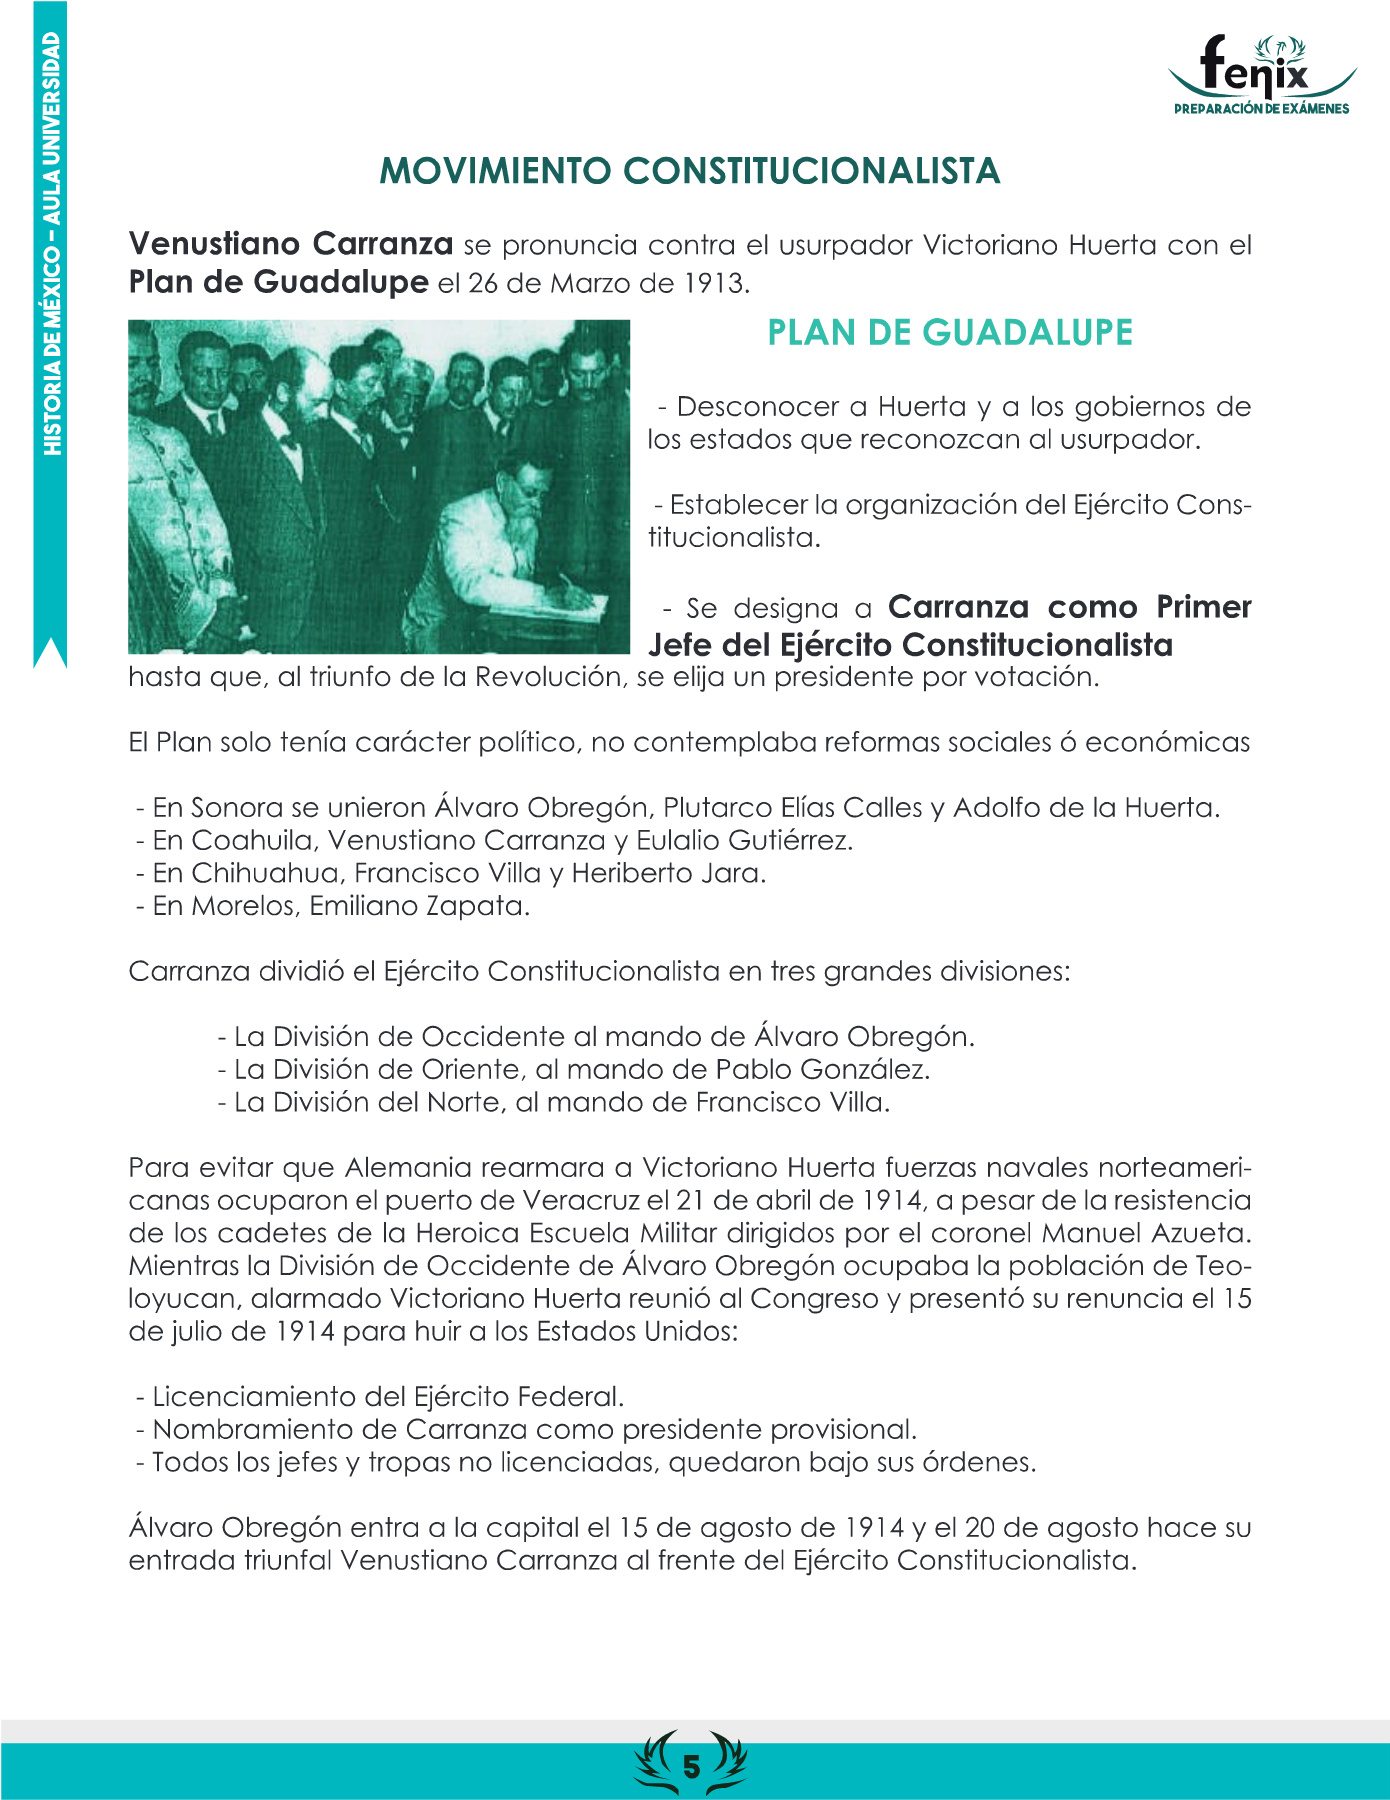 HISTORIA DE MÉXICO - AULA UNIVERSIDAD
fenix
PREPARACIÓN DE EXÁMENES
MOVIMIENTO CONSTITUCIONALISTA
Venustiano Carranza se pronuncia contra el usurpador Victoriano Huerta con el
Plan de Guadalupe el 26 de Marzo de 1913.
PLAN DE GUADALUPE
- Desconocer a Huerta y a los gobiernos de
los estados que reconozcan al usurpador.
- Establecer la organización del Ejército Cons-
titucionalista.
- Se designa a Carranza como Primer
Jefe del Ejército Constitucionalista
hasta que, al triunfo de la Revolución, se elija un presidente por votación.
El Plan solo tenía carácter político, no contemplaba reformas sociales ó económicas
- En Sonora se unieron Álvaro Obregón, Plutarco Elías Calles y Adolfo de la Huerta.
- En Coahuila, Venustiano Carranza y Eulalio Gutiérrez.
- En Chihuahua, Francisco Villa y Heriberto Jara.
- En Morelos, Emiliano Zapata.
Carranza dividió el Ejército Constitucionalista en tres grandes divisiones:
- La División de Occidente al mando de Álvaro Obregón.
- La División de Oriente, al mando de Pablo González.
- La División del Norte, al mando de Francisco Villa.
Para evitar que Alemania rearmara a Victoriano Huerta fuerzas navales norteameri-
canas ocuparon el puerto de Veracruz el 21 de abril de 1914, a pesar de la resistencia
de los cadetes de la Heroica Escuela Militar dirigidos por el coronel Manuel Azueta.
Mientras la División de Occidente de Álvaro Obregón ocupaba la población de Teo-
loyucan, alarmado Victoriano Huerta reunió al Congreso y presentó su renuncia el 15
de julio de 1914 para huir a los Estados Unidos:
- Licenciamiento del Ejército Federal.
- Nombramiento de Carranza como presidente provisional.
- Todos los jefes y tropas no licenciadas, quedaron bajo sus órdenes.
Álvaro Obregón entra a la capital el 15 de agosto de 1914 y el 20 de agosto hace su
entrada triunfal Venustiano Carranza al frente del Ejército Constitucionalista.
5